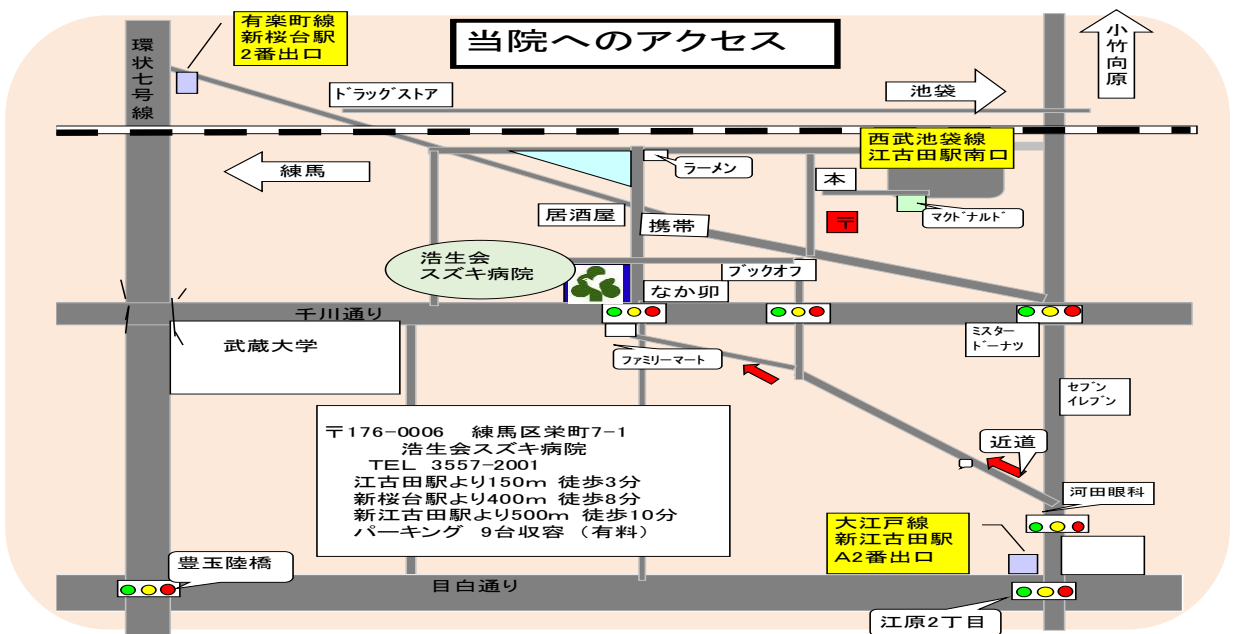 当院へのアクセス
有楽町線
新桜台駅
2番出口
環状七号線
小竹向原
ドラッグストア
池袋
西武池袋線
江古田駅南口
練馬
ラーメン
本
居酒屋
携帯
〒
マクドナルド
浩生会
スズキ病院
ブックオフ
なか卯
千川通り
武蔵大学
ファミリーマート
ミスター
ドーナツ
セブン
イレブン
〒176-0006 練馬区栄町7-1
浩生会スズキ病院
TEL 3557-2001
江古田駅より150m 徒歩3分
新桜台駅より400m 徒歩8分
新江古田駅より500m 徒歩10分
パーキング 9台収容 (有料)
近道
河田眼科
大江戸線
新江古田駅
A2番出口
豊玉陸橋
目白通り
江原2丁目